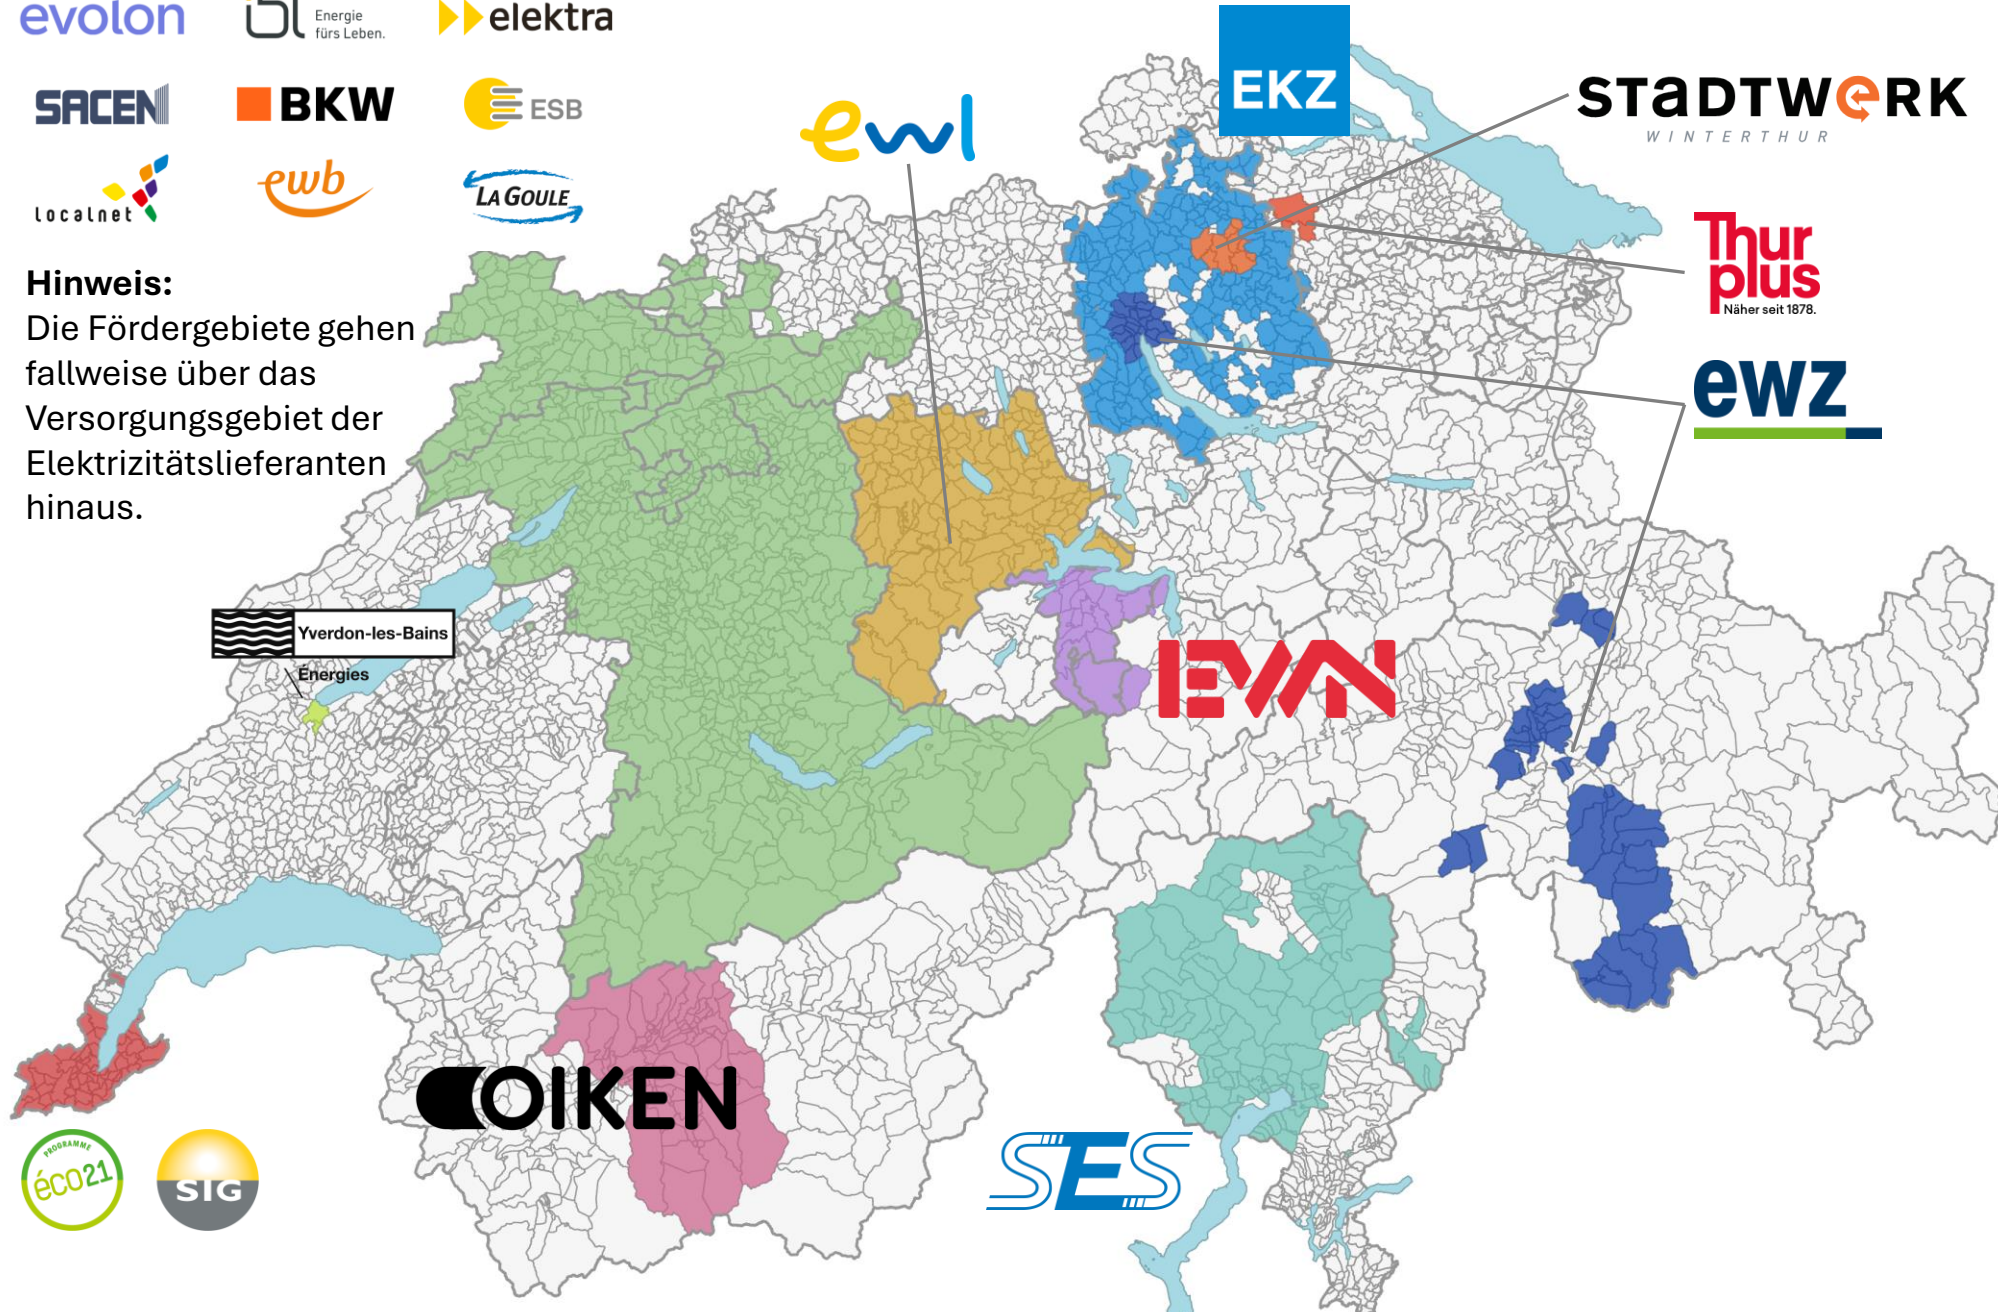 evolon
Energie
fürs Leben.
elektra
SACEN
BKW
ESB
localnet
ewb
LA GOULE
ewl
EKZ
STADTWERK
WINTERTHUR
Thur
plus
Näher seit 1878.
ewz
Hinweis:
Die Fördergebiete gehen
fallweise über das
Versorgungsgebiet der
Elektrizitätslieferanten
hinaus.
Yverdon-les-Bains
Énergies
EWN
OIKEN
SES
PROGRAMME
éco21
SIG